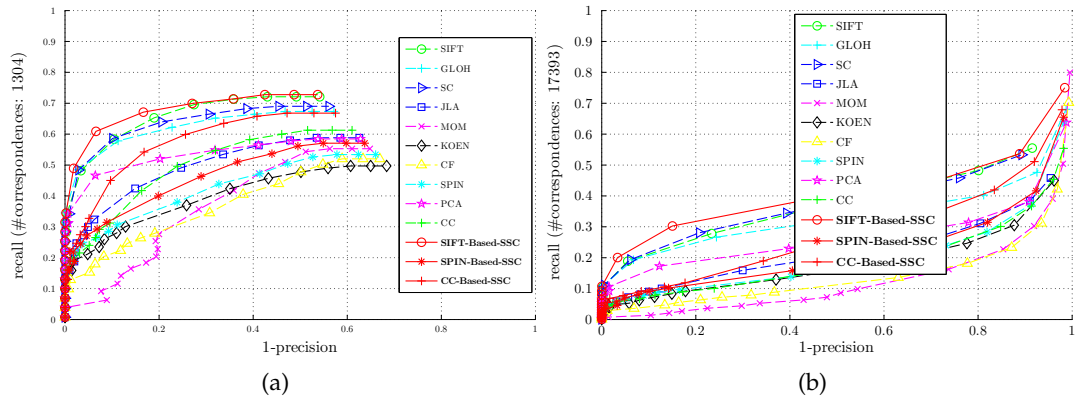 1
0.9
0.8
0.7
0.6
0.5
0.4
0.3
0.2
0.1
0
recall (#correspondences: 1304)
0
0.2
0.4
0.6
0.8
1
1-precision
SIFT
GLOH
SC
JLA
MOM
KOEN
CF
SPIN
PCA
CC
SIFT-Based-SSC
SPIN-Based-SSC
CC-Based-SSC
(a)
1
0.9
0.8
0.7
0.6
0.5
0.4
0.3
0.2
0.1
0
recall (#correspondences: 17393)
0
0.2
0.4
0.6
0.8
1
1-precision
SIFT
GLOH
SC
JLA
MOM
KOEN
CF
SPIN
PCA
CC
SIFT-Based-SSC
SPIN-Based-SSC
CC-Based-SSC
(b)